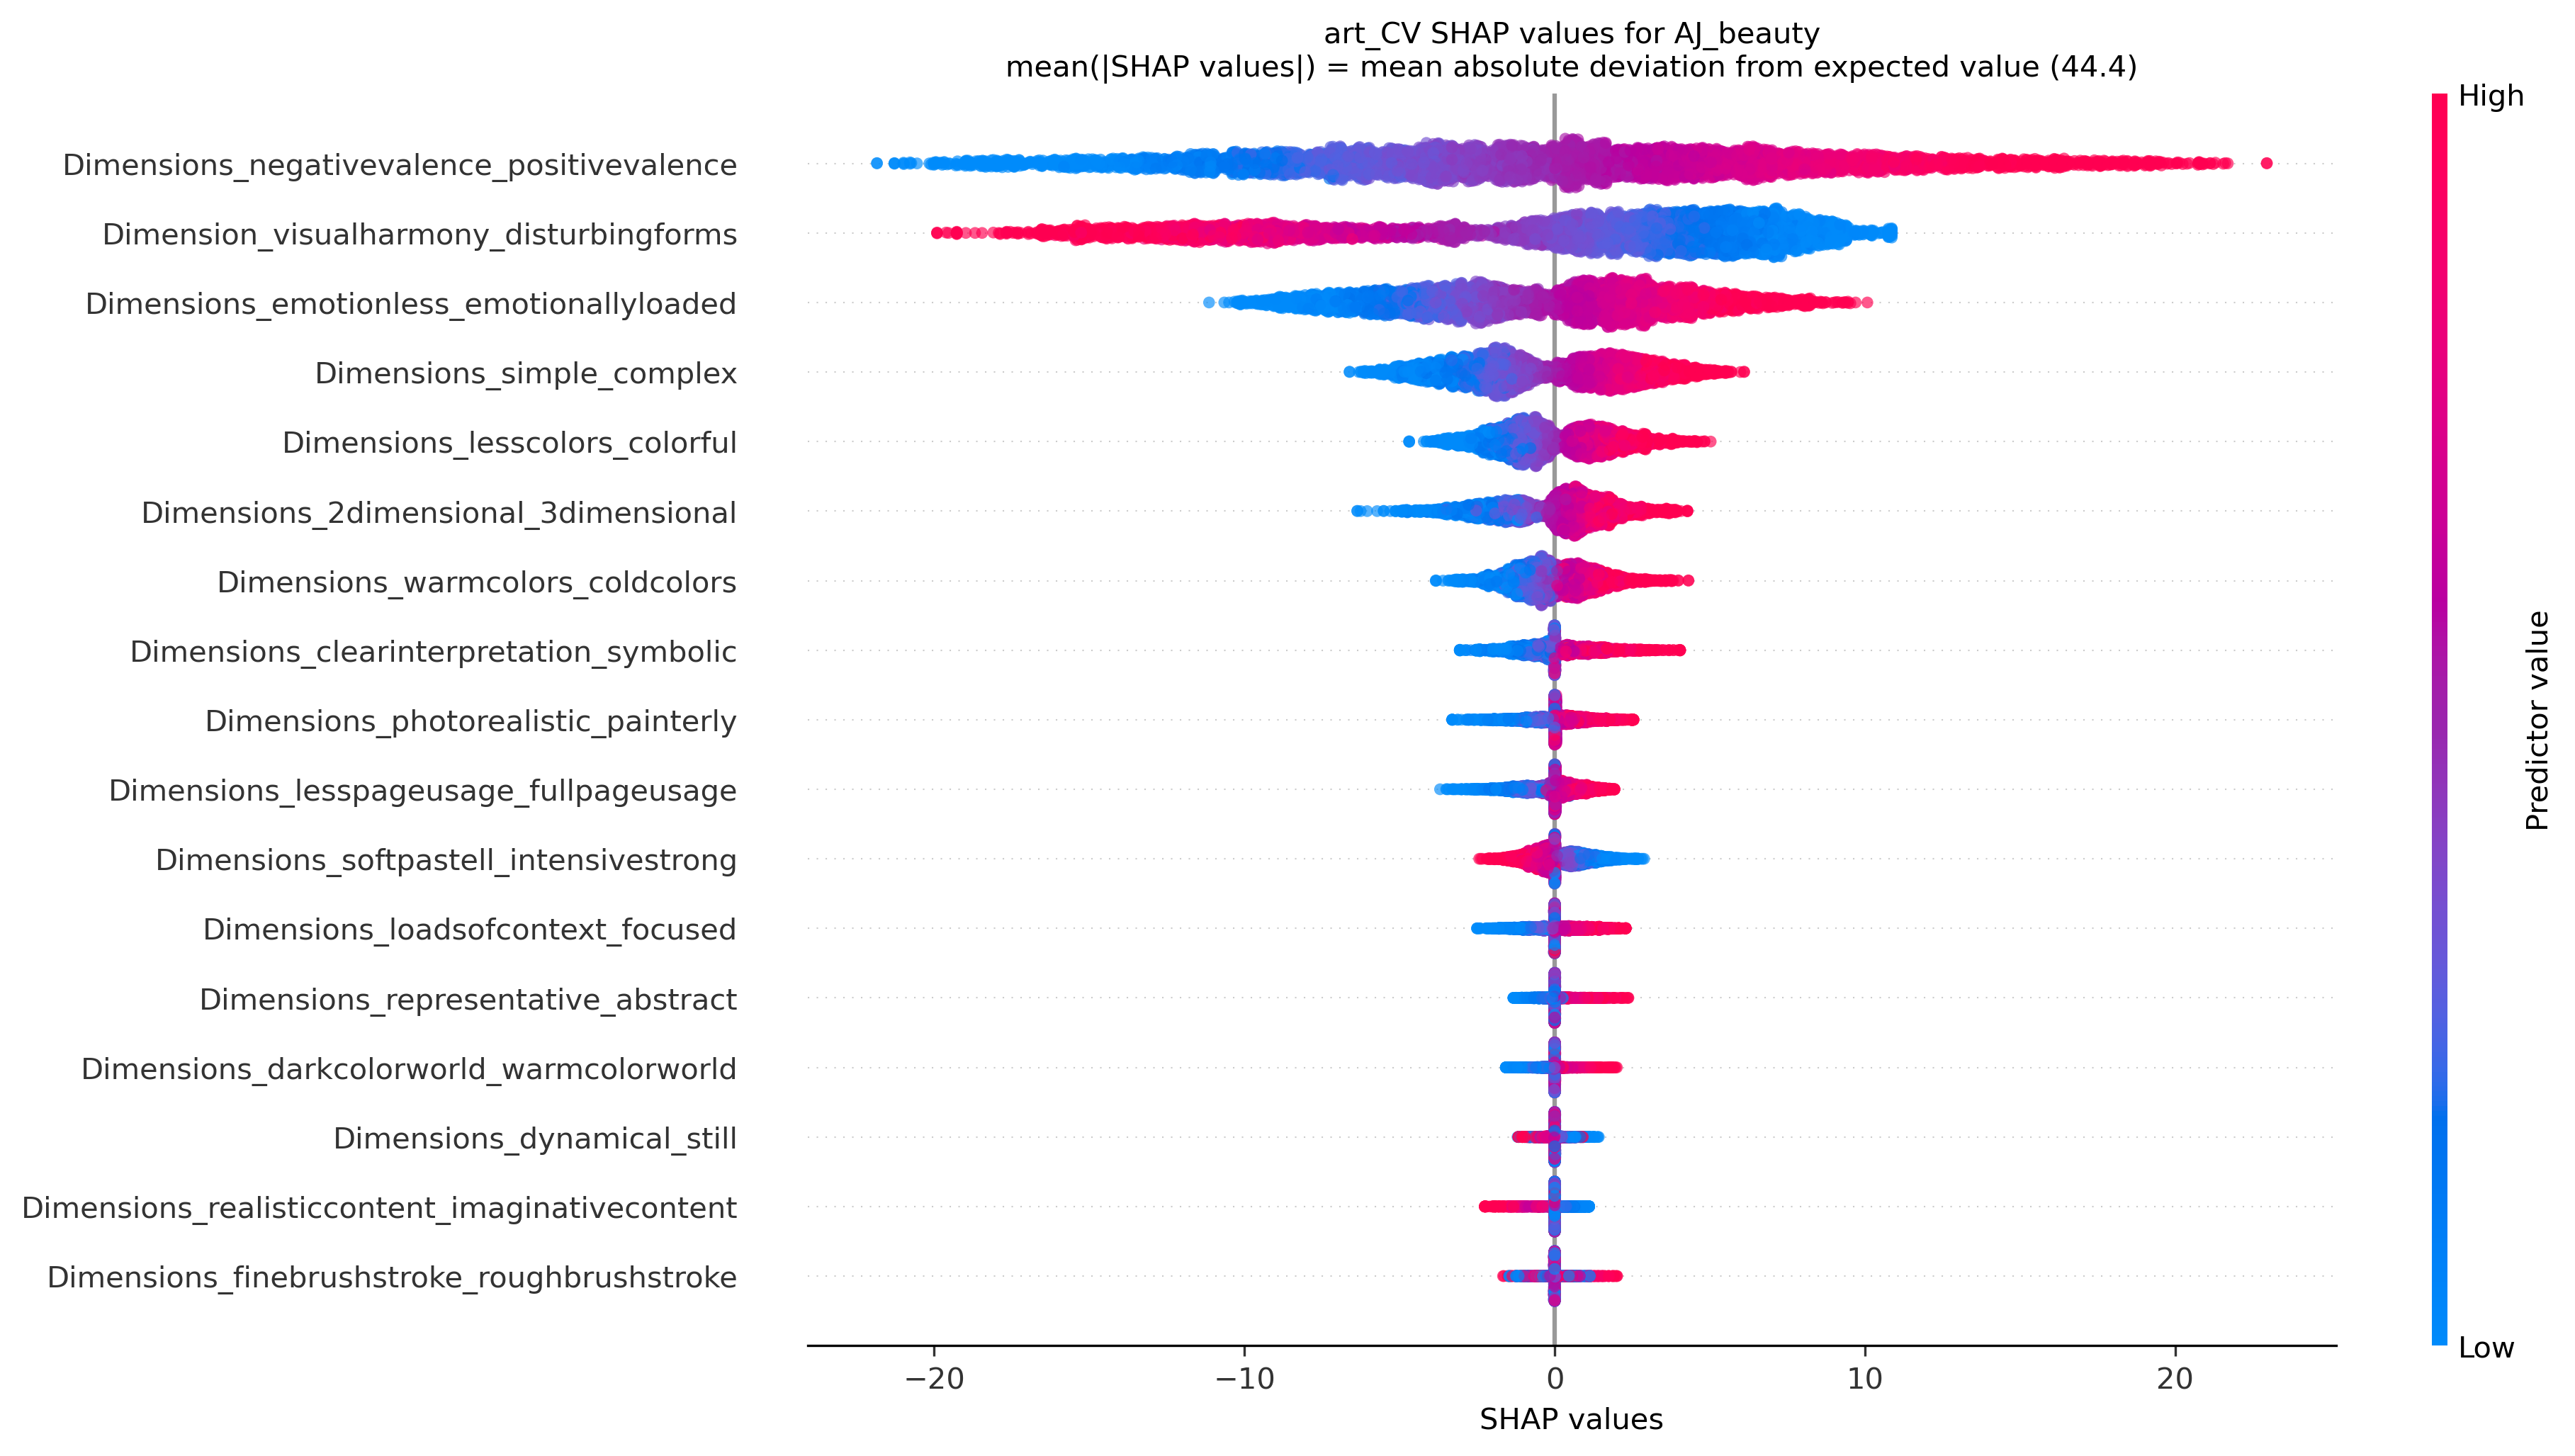 art_CV SHAP values for AJ_beauty
mean(|SHAP values|) = mean absolute deviation from expected value (44.4)
High
Dimensions_negativevalence_positivevalence
Dimension_visualharmony_disturbingforms
Dimensions_emotionless_emotionallyloaded
Dimensions_simple_complex
Dimensions_lesscolors_colorful
Dimensions_2dimensional_3dimensional
Dimensions_warmcolors_coldcolors
Dimensions_clearinterpretation_symbolic
Dimensions_photorealistic_painterly
Dimensions_lesspageusage_fullpageusage
Dimensions_softpastell_intensivestrong
Dimensions_loadsofcontext_focused
Dimensions_representative_abstract
Dimensions_darkcolorworld_warmcolorworld
Dimensions_dynamical_still
Dimensions_realisticcontent_imaginativecontent
Dimensions_finebrushstroke_roughbrushstroke
Predictor value
Low
−20 −10 0 10 20
SHAP values